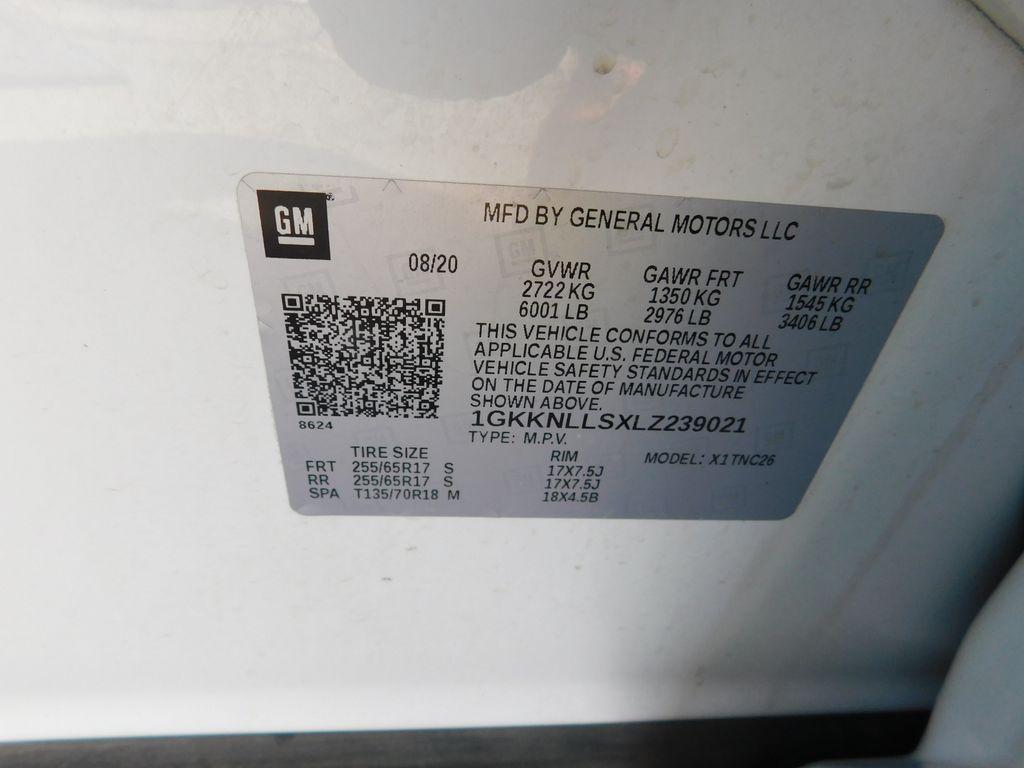 GM
MFD BY GENERAL MOTORS LLC
08/20
GVWR GAWR FRT GAWR RR
2722 KG 1350 KG 1545 KG
6001 LB 2976 LB 3406 LB
THIS VEHICLE CONFORMS TO ALL
APPLICABLE U.S. FEDERAL MOTOR
VEHICLE SAFETY STANDARDS IN EFFECT
ON THE DATE OF MANUFACTURE
SHOWN ABOVE.
8624
1GKKNLLSXLZ239021
TYPE: M.P.V.
TIRE SIZE RIM MODEL: X1TNC26
FRT 255/65R17 S 17X7.5J
RR 255/65R17 S 17X7.5J
SPA T135/70R18 M 18X4.5B